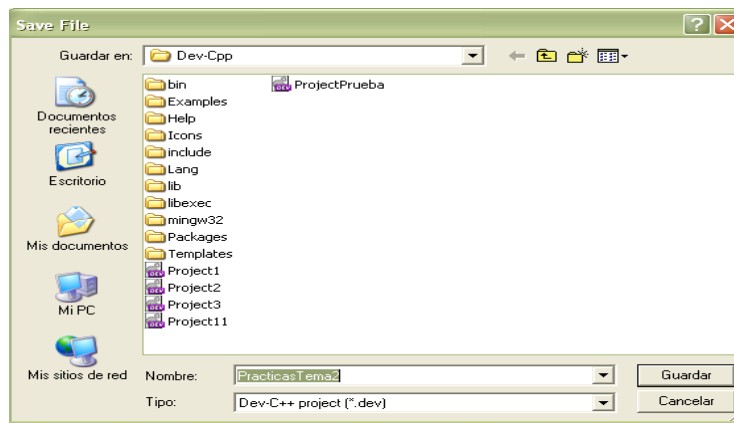 Save File
Guardar en:
Dev-Cpp
Documentos
recientes
Escritorio
Mis documentos
Mi PC
Mis sitios de red
bin
Examples
Help
Icons
include
Lang
lib
libexec
mingw32
Packages
Templates
Project1
Project2
Project3
Project11
ProjectPrueba
Nombre:
PracticasTema2
Guardar
Tipo:
Dev-C++ project (*.dev)
Cancelar